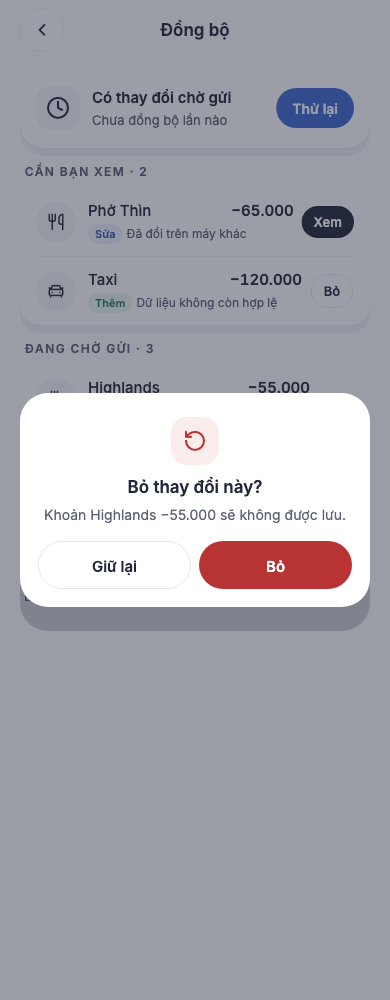 Đồng bộ
Có thay đổi chờ gửi
Chưa đồng bộ lần nào
Thử lại
CẦN BẠN XEM · 2
Phở Thìn
−65.000
Sửa
Đã đổi trên máy khác
Xem
Taxi
−120.000
Thêm
Dữ liệu không còn hợp lệ
Bỏ
ĐANG CHỜ GỬI · 3
Highlands
−55.000
Bỏ thay đổi này?
Khoản Highlands −55.000 sẽ không được lưu.
Giữ lại
Bỏ